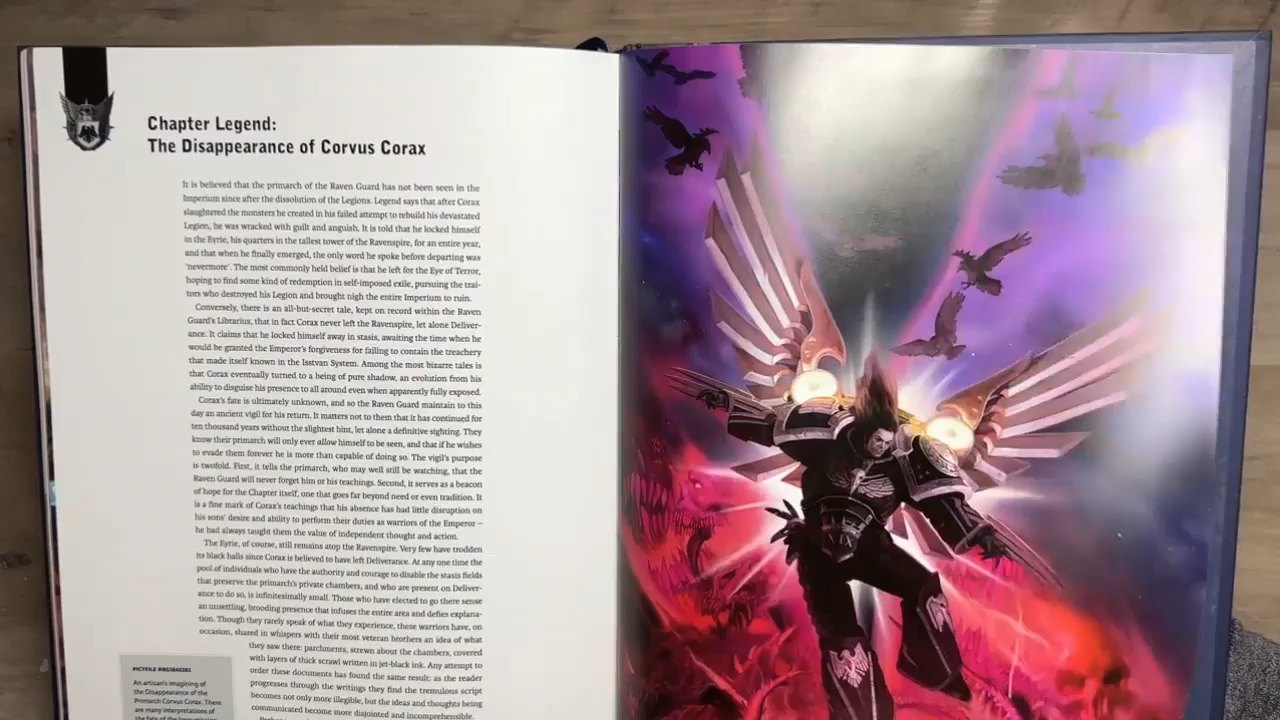 Chapter Legend:
The Disappearance of Corvus Corax
It is believed that the primarch of the Raven Guard has not been seen in the
Imperium since after the dissolution of the Legions. Legend says that after Corax
slaughtered the monsters he created in his failed attempt to rebuild his devastated
Legion, he was wracked with guilt and anguish. It is told that he locked himself
in the Eyrie, his quarters in the tallest tower of the Ravenspire, for an entire year,
and that when he finally emerged, the only word he spoke before departing was
'nevermore'. The most commonly held belief is that he left for the Eye of Terror,
hoping to find some kind of redemption in self-imposed exile, pursuing the trai-
tors who destroyed his Legion and brought nigh the entire Imperium to ruin.
Conversely, there is an all-but-secret tale, kept on record within the Raven
Guard's Librarius, that in fact Corax never left the Ravenspire, let alone Deliver-
ance. It claims that he locked himself away in stasis, awaiting the time when he
would be granted the Emperor's forgiveness for failing to contain the treachery
that made itself known in the Isstvan System. Among the most bizarre tales is
that Corax eventually turned to a being of pure shadow, an evolution from his
ability to disguise his presence to all around even when apparently fully exposed.
Corax's fate is ultimately unknown, and so the Raven Guard maintain to this
day an ancient vigil for his return. It matters not to them that it has continued for
ten thousand years without the slightest hint, let alone a definitive sighting. They
know their primarch will only ever allow himself to be seen, and that if he wishes
to evade them forever he is more than capable of doing so. The vigil's purpose
is twofold. First, it tells the primarch, who may well still be watching, that the
Raven Guard will never forget him or his teachings. Second, it serves as a beacon
of hope for the Chapter itself, one that goes far beyond need or even tradition. It
is a fine mark of Corax's teachings that his absence has had little disruption on
his sons' desire and ability to perform their duties as warriors of the Emperor –
he had always taught them the value of independent thought and action.
The Eyrie, of course, still remains atop the Ravenspire. Very few have trodden
its black halls since Corax is believed to have left Deliverance. At any one time the
pool of individuals who have the authority and courage to disable the stasis fields
that preserve the primarch's private chambers, and who are present on Deliver-
ance to do so, is infinitesimally small. Those who have elected to go there sense
an unsettling, brooding presence that infuses the entire area and defies explana-
tion. Though they rarely speak of what they experience, these warriors have, on
occasion, shared in whispers with their most veteran brothers an idea of what
they saw there: parchments, strewn about the chambers, covered
with layers of thick scrawl written in jet-black ink. Any attempt to
order these documents has found the same result: as the reader
progresses through the writings they find the tremulous script
becomes not only more illegible, but the ideas and thoughts being
communicated become more disjointed and incomprehensible.
An artisan's imagining of
the Disappearance of the
Primarch Corvus Corax. There
are many interpretations of